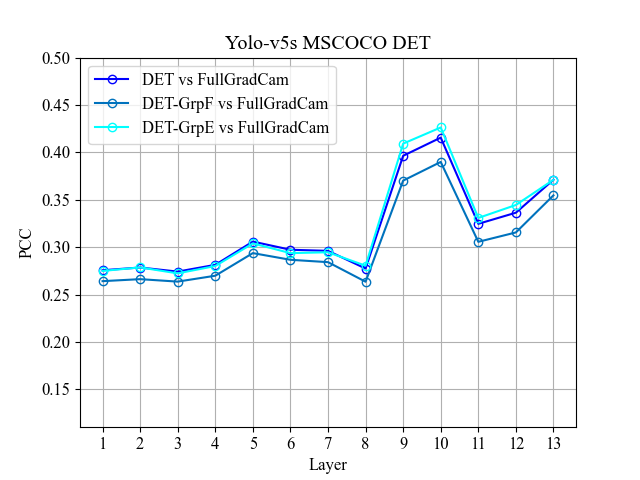 Yolo-v5s MSCOCO DET
DET vs FullGradCam
DET-GrpF vs FullGradCam
DET-GrpE vs FullGradCam
PCC
0.50
0.45
0.40
0.35
0.30
0.25
0.20
0.15
1 2 3 4 5 6 7 8 9 10 11 12 13
Layer